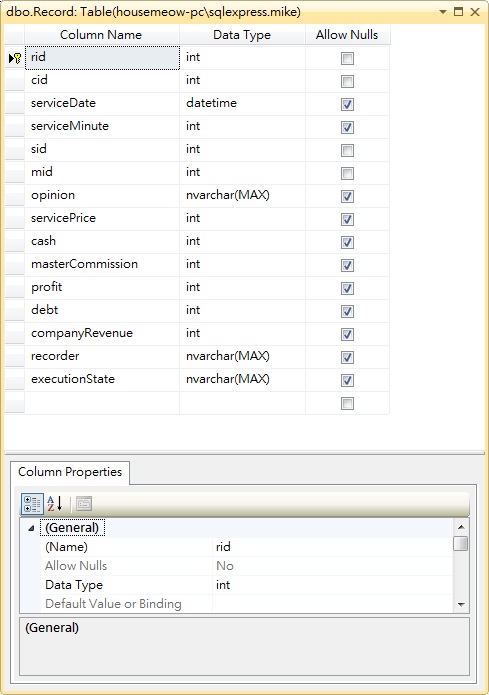 dbo.Record: Table(housemeow-pc\sqlexpress.mike)
Column Name Data Type Allow Nulls
rid int
cid int
serviceDate datetime
serviceMinute int
sid int
mid int
opinion nvarchar(MAX)
servicePrice int
cash int
masterCommission int
profit int
debt int
companyRevenue int
recorder nvarchar(MAX)
executionState nvarchar(MAX)
Column Properties
A
Z
(General)
(Name) rid
Allow Nulls No
Data Type int
Default Value or Binding
(General)